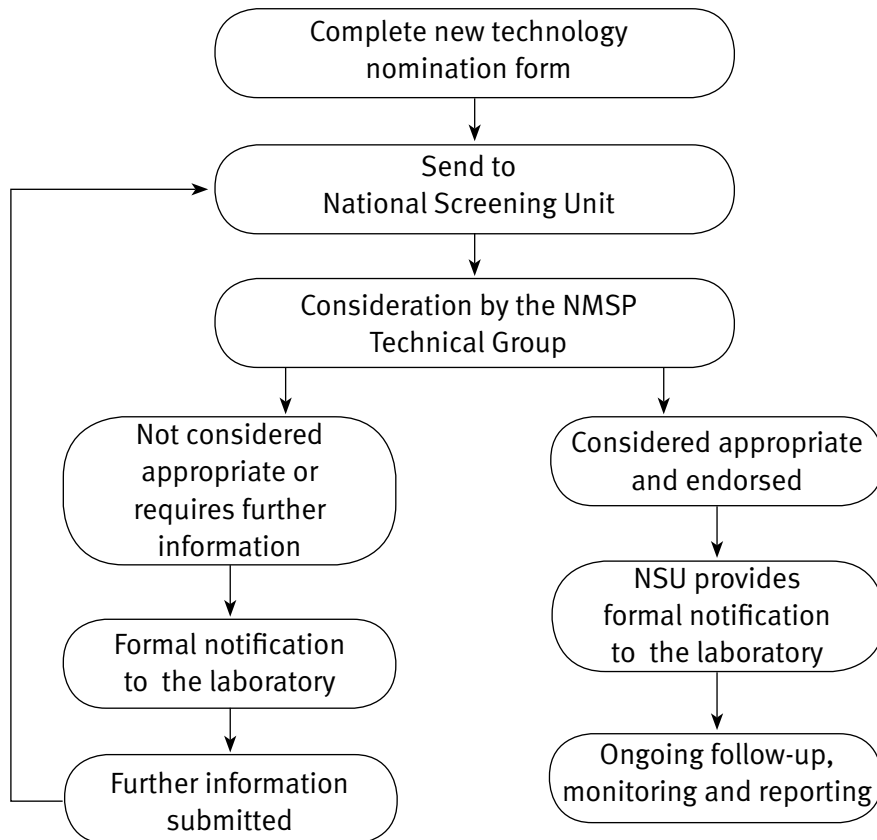 Complete new technology
nomination form
Send to
National Screening Unit
Consideration by the NMSP
Technical Group
Not considered
appropriate or
requires further
information
Formal notification
to the laboratory
Further information
submitted
Considered appropriate
and endorsed
NSU provides
formal notification
to the laboratory
Ongoing follow-up,
monitoring and reporting